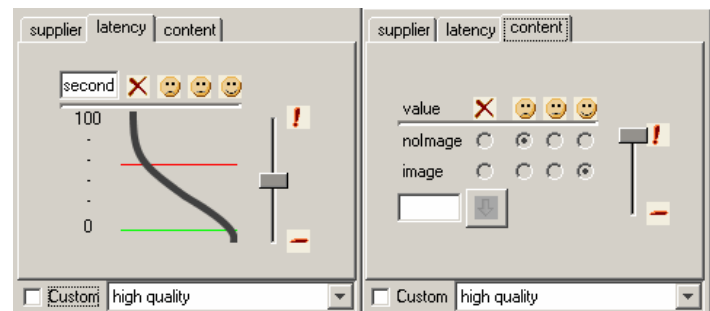 supplier latency content
second
100
0
Custom high quality
supplier latency content
value
noImage
image
Custom high quality